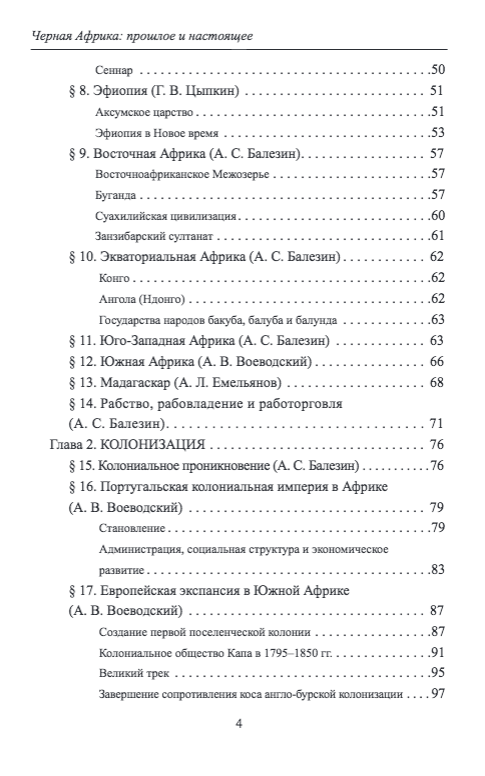 Черная Африка: прошлое и настоящее
Сеннар . . . . . . . . . . . . . . . . . . . . . . . . . . . . . . . . . . . . . . . . . .50
§ 8. Эфиопия (Г. В. Цыпкин) . . . . . . . . . . . . . . . . . . . . . . . . . . 51
Аксумское царство . . . . . . . . . . . . . . . . . . . . . . . . . . . . . . . . . .51
Эфиопия в Новое время . . . . . . . . . . . . . . . . . . . . . . . . . . . . . .53
§ 9. Восточная Африка (А. С. Балезин). . . . . . . . . . . . . . . . . . 57
Восточноафриканское Межозерье . . . . . . . . . . . . . . . . . . . . . . .57
Буганда . . . . . . . . . . . . . . . . . . . . . . . . . . . . . . . . . . . . . . . . . .57
Суахилийская цивилизация . . . . . . . . . . . . . . . . . . . . . . . . . . . .60
Занзибарский султанат . . . . . . . . . . . . . . . . . . . . . . . . . . . . . . .61
§ 10. Экваториальная Африка (А. С. Балезин) . . . . . . . . . . . . 62
Конго . . . . . . . . . . . . . . . . . . . . . . . . . . . . . . . . . . . . . . . . . . .62
Ангола (Ндонго) . . . . . . . . . . . . . . . . . . . . . . . . . . . . . . . . . . .62
Государства народов бакуба, балуба и балунда . . . . . . . . . . . . .63
§ 11. Юго-Западная Африка (А. С. Балезин) . . . . . . . . . . . . . 63
§ 12. Южная Африка (А. В. Воеводский) . . . . . . . . . . . . . . . . 66
§ 13. Мадагаскар (А. Л. Емельянов) . . . . . . . . . . . . . . . . . . . . 68
§ 14. Рабство, рабовладение и работорговля
(А. С. Балезин). . . . . . . . . . . . . . . . . . . . . . . . . . . . . . . . . . . . 71
Глава 2. КОЛОНИЗАЦИЯ . . . . . . . . . . . . . . . . . . . . . . . . . . . . . . 76
§ 15. Колониальное проникновение (А. С. Балезин) . . . . . . . . . . .76
§ 16. Португальская колониальная империя в Африке
(А. В. Воеводский) . . . . . . . . . . . . . . . . . . . . . . . . . . . . . . . . . 79
Становление . . . . . . . . . . . . . . . . . . . . . . . . . . . . . . . . . . . . . .79
Администрация, социальная структура и экономическое
развитие . . . . . . . . . . . . . . . . . . . . . . . . . . . . . . . . . . . . . . . . .83
§ 17. Европейская экспансия в Южной Африке
(А. В. Воеводский) . . . . . . . . . . . . . . . . . . . . . . . . . . . . . . . . . 87
Создание первой поселенческой колонии . . . . . . . . . . . . . . . . .87
Колониальное общество Капа в 1795–1850 гг. . . . . . . . . . . . . . .91
Великий трек . . . . . . . . . . . . . . . . . . . . . . . . . . . . . . . . . . . . . .95
Завершение сопротивления коса англо-бурской колонизации . . . .97
4